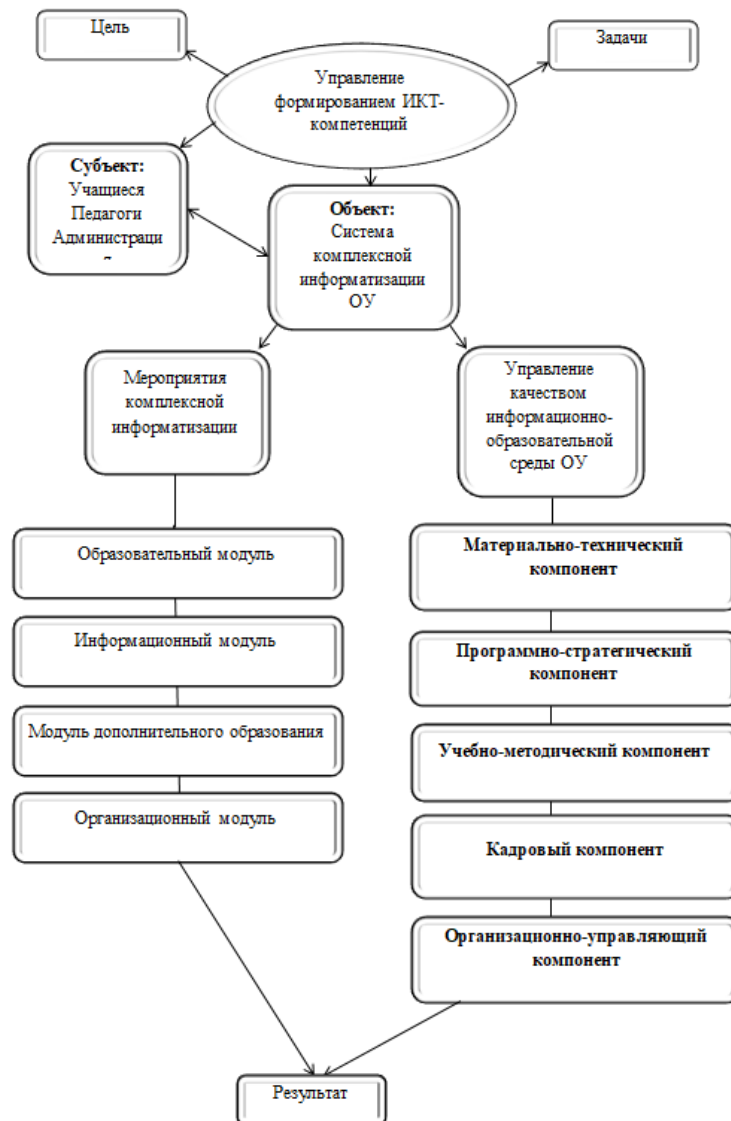 Цель
Задачи
Управление
формированием ИКТ-
компетенций
Субъект:
Учащиеся
Педагоги
Администраци
Объект:
Система
комплексной
информатизации
ОУ
Мероприятия
комплексной
информатизации
Управление
качеством
информационно-
образовательной
среды ОУ
Образовательный модуль
Информационный модуль
Модуль дополнительного образования
Организационный модуль
Материально-технический
компонент
Программно-стратегический
компонент
Учебно-методический компонент
Кадровый компонент
Организационно-управляющий
компонент
Результат